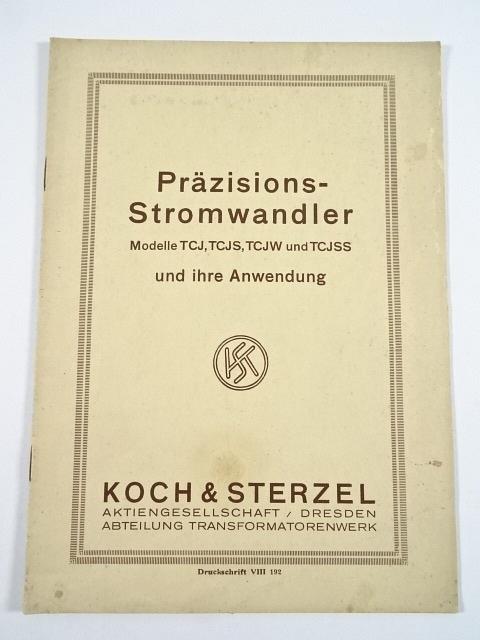 Präzisions-
Stromwandler
Modelle TCJ, TCJS, TCJW und TCJSS
und ihre Anwendung
KST
KOCH & STERZEL
AKTIENGESELLSCHAFT / DRESDEN
ABTEILUNG TRANSFORMATORENWERK
Druckschrift VIII 192